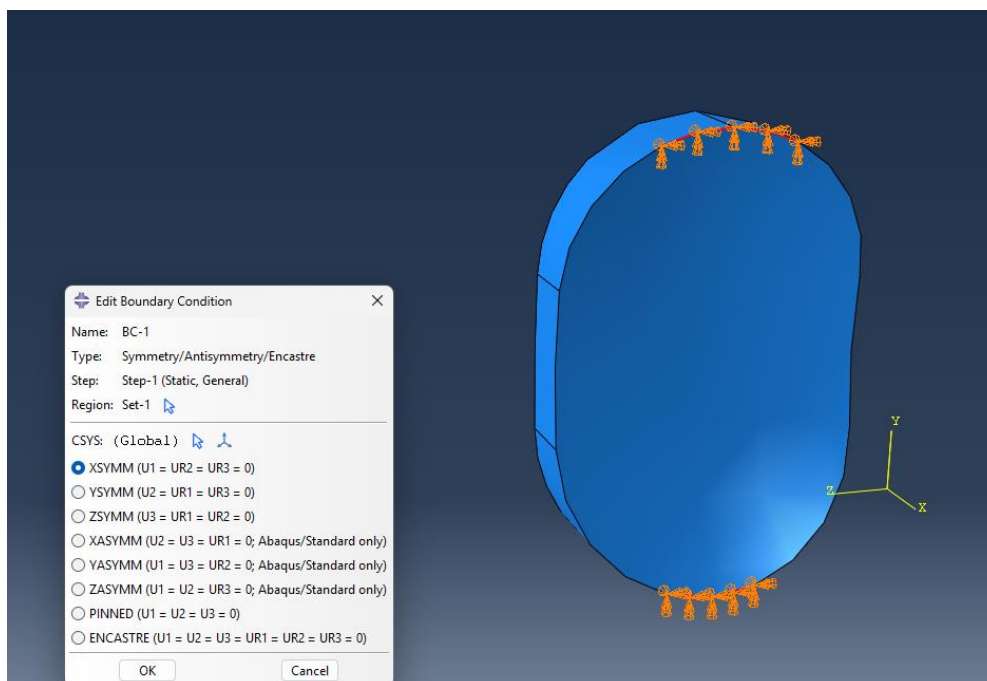 Edit Boundary Condition
Name: BC-1
Type: Symmetry/Antisymmetry/Encastre
Step: Step-1 (Static, General)
Region: Set-1
CSYS: (Global)
XSYMM (U1 = UR2 = UR3 = 0)
YSYMM (U2 = UR1 = UR3 = 0)
ZSYMM (U3 = UR1 = UR2 = 0)
XASYMM (U2 = U3 = UR1 = 0; Abaqus/Standard only)
YASYMM (U1 = U3 = UR2 = 0; Abaqus/Standard only)
ZASYMM (U1 = U2 = UR3 = 0; Abaqus/Standard only)
PINNED (U1 = U2 = U3 = 0)
ENCASTRE (U1 = U2 = U3 = UR1 = UR2 = UR3 = 0)
OK Cancel
Y
Z
X